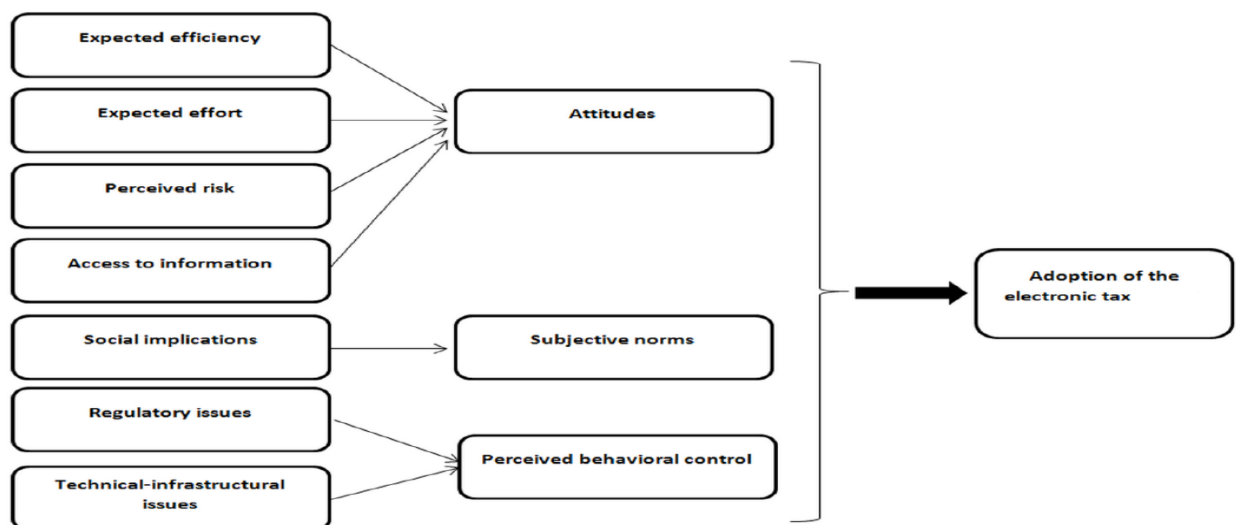 Expected efficiency
Expected effort
Perceived risk
Access to information
Social implications
Regulatory issues
Technical-infrastructural
issues
Attitudes
Subjective norms
Perceived behavioral control
Adoption of the
electronic tax